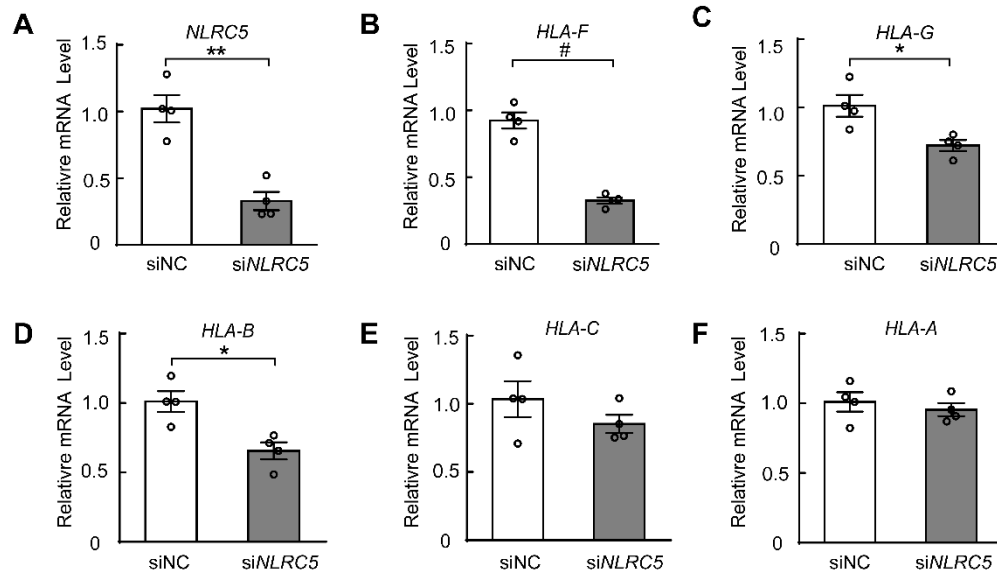 A
NLRC5
**
Relativre mRNA Level
1.5
1.0
0.5
0
siNC
siNLRC5
B
HLA-F
#
Relativre mRNA Level
1.5
1.0
0.5
0
siNC
siNLRC5
C
HLA-G
*
Relativre mRNA Level
1.5
1.0
0.5
0
siNC
siNLRC5
D
HLA-B
*
Relativre mRNA Level
1.5
1.0
0.5
0
siNC
siNLRC5
E
HLA-C
Relativre mRNA Level
1.5
1.0
0.5
0
siNC
siNLRC5
F
HLA-A
Relativre mRNA Level
1.5
1.0
0.5
0
siNC
siNLRC5